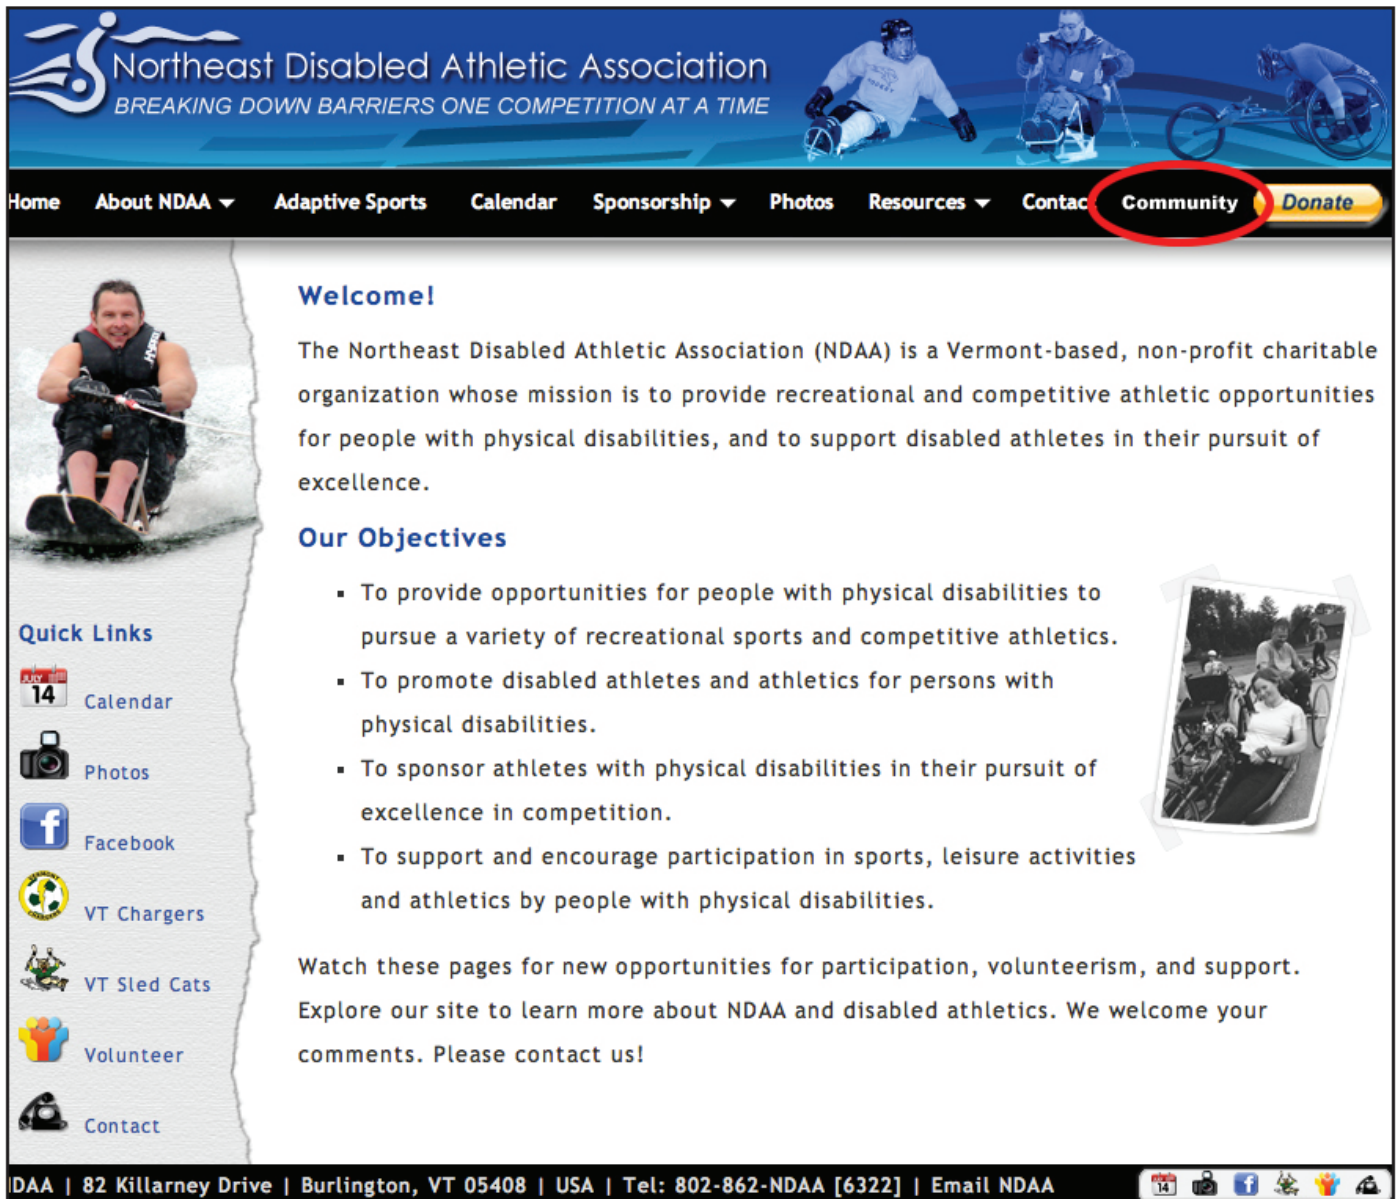 Northeast Disabled Athletic Association
BREAKING DOWN BARRIERS ONE COMPETITION AT A TIME
Home About NDAA Adaptive Sports Calendar Sponsorship Photos Resources Contac Community Donate
Welcome!
The Northeast Disabled Athletic Association (NDAA) is a Vermont-based, non-profit charitable
organization whose mission is to provide recreational and competitive athletic opportunities
for people with physical disabilities, and to support disabled athletes in their pursuit of
excellence.
Our Objectives
▪ To provide opportunities for people with physical disabilities to
pursue a variety of recreational sports and competitive athletics.
▪ To promote disabled athletes and athletics for persons with
physical disabilities.
▪ To sponsor athletes with physical disabilities in their pursuit of
excellence in competition.
▪ To support and encourage participation in sports, leisure activities
and athletics by people with physical disabilities.
Watch these pages for new opportunities for participation, volunteerism, and support.
Explore our site to learn more about NDAA and disabled athletics. We welcome your
comments. Please contact us!
Quick Links
JULY
14
Calendar
Photos
f
Facebook
VERMONT
CHARGERS
VT Chargers
VT Sled Cats
Volunteer
Contact
DAA | 82 Killarney Drive | Burlington, VT 05408 | USA | Tel: 802-862-NDAA [6322] | Email NDAA
14
f